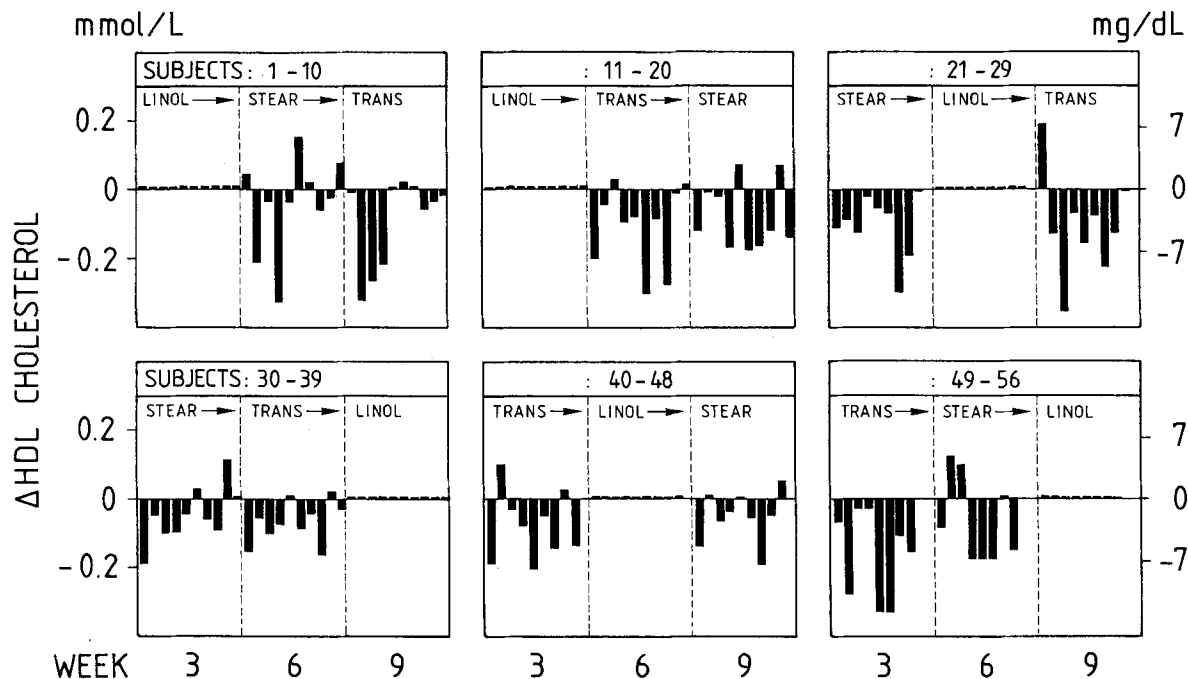 mmol/L mg/dL
SUBJECTS: 1 - 10 : 11 - 20 : 21 - 29
LINOL → STEAR → TRANS LINOL → TRANS → STEAR STEAR → LINOL → TRANS
0.2 7
0 0
-0.2 -7
ΔHDL CHOLESTEROL
SUBJECTS: 30 - 39 : 40 - 48 : 49 - 56
STEAR → TRANS → LINOL TRANS → LINOL → STEAR TRANS → STEAR → LINOL
0.2 7
0 0
-0.2 -7
WEEK 3 6 9 3 6 9 3 6 9